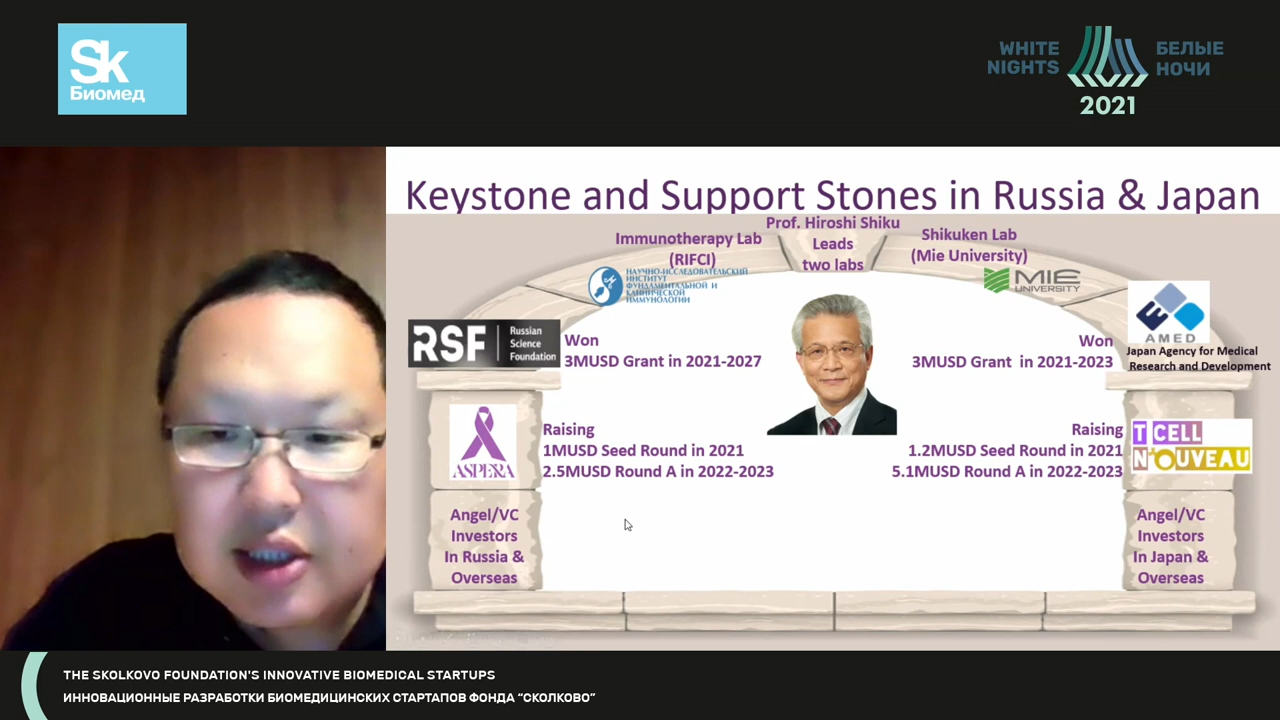 Sk
Биомед
WHITE
NIGHTS
БЕЛЫЕ
НОЧИ
2021
Keystone and Support Stones in Russia & Japan
Prof. Hiroshi Shiku
Leads
two labs
Immunotherapy Lab
(RIFCI)
НАУЧНО-ИССЛЕДОВАТЕЛЬСКИЙ
ИНСТИТУТ
ФУНДАМЕНТАЛЬНОЙ И
КЛИНИЧЕСКОЙ
ИММУНОЛОГИИ
Shikuken Lab
(Mie University)
MIE
UNIVERSITY
RSF
Russian
Science
Foundation
Won
3MUSD Grant in 2021-2027
Won
3MUSD Grant in 2021-2023
AMED
Japan Agency for Medical
Research and Development
ASPERA
Raising
1MUSD Seed Round in 2021
2.5MUSD Round A in 2022-2023
Raising
1.2MUSD Seed Round in 2021
5.1MUSD Round A in 2022-2023
T CELL
N'OUVEAU
Angel/VC
Investors
In Russia &
Overseas
Angel/VC
Investors
In Japan &
Overseas
THE SKOLKOVO FOUNDATION'S INNOVATIVE BIOMEDICAL STARTUPS
ИННОВАЦИОННЫЕ РАЗРАБОТКИ БИОМЕДИЦИНСКИХ СТАРТАПОВ ФОНДА "СКОЛКОВО"